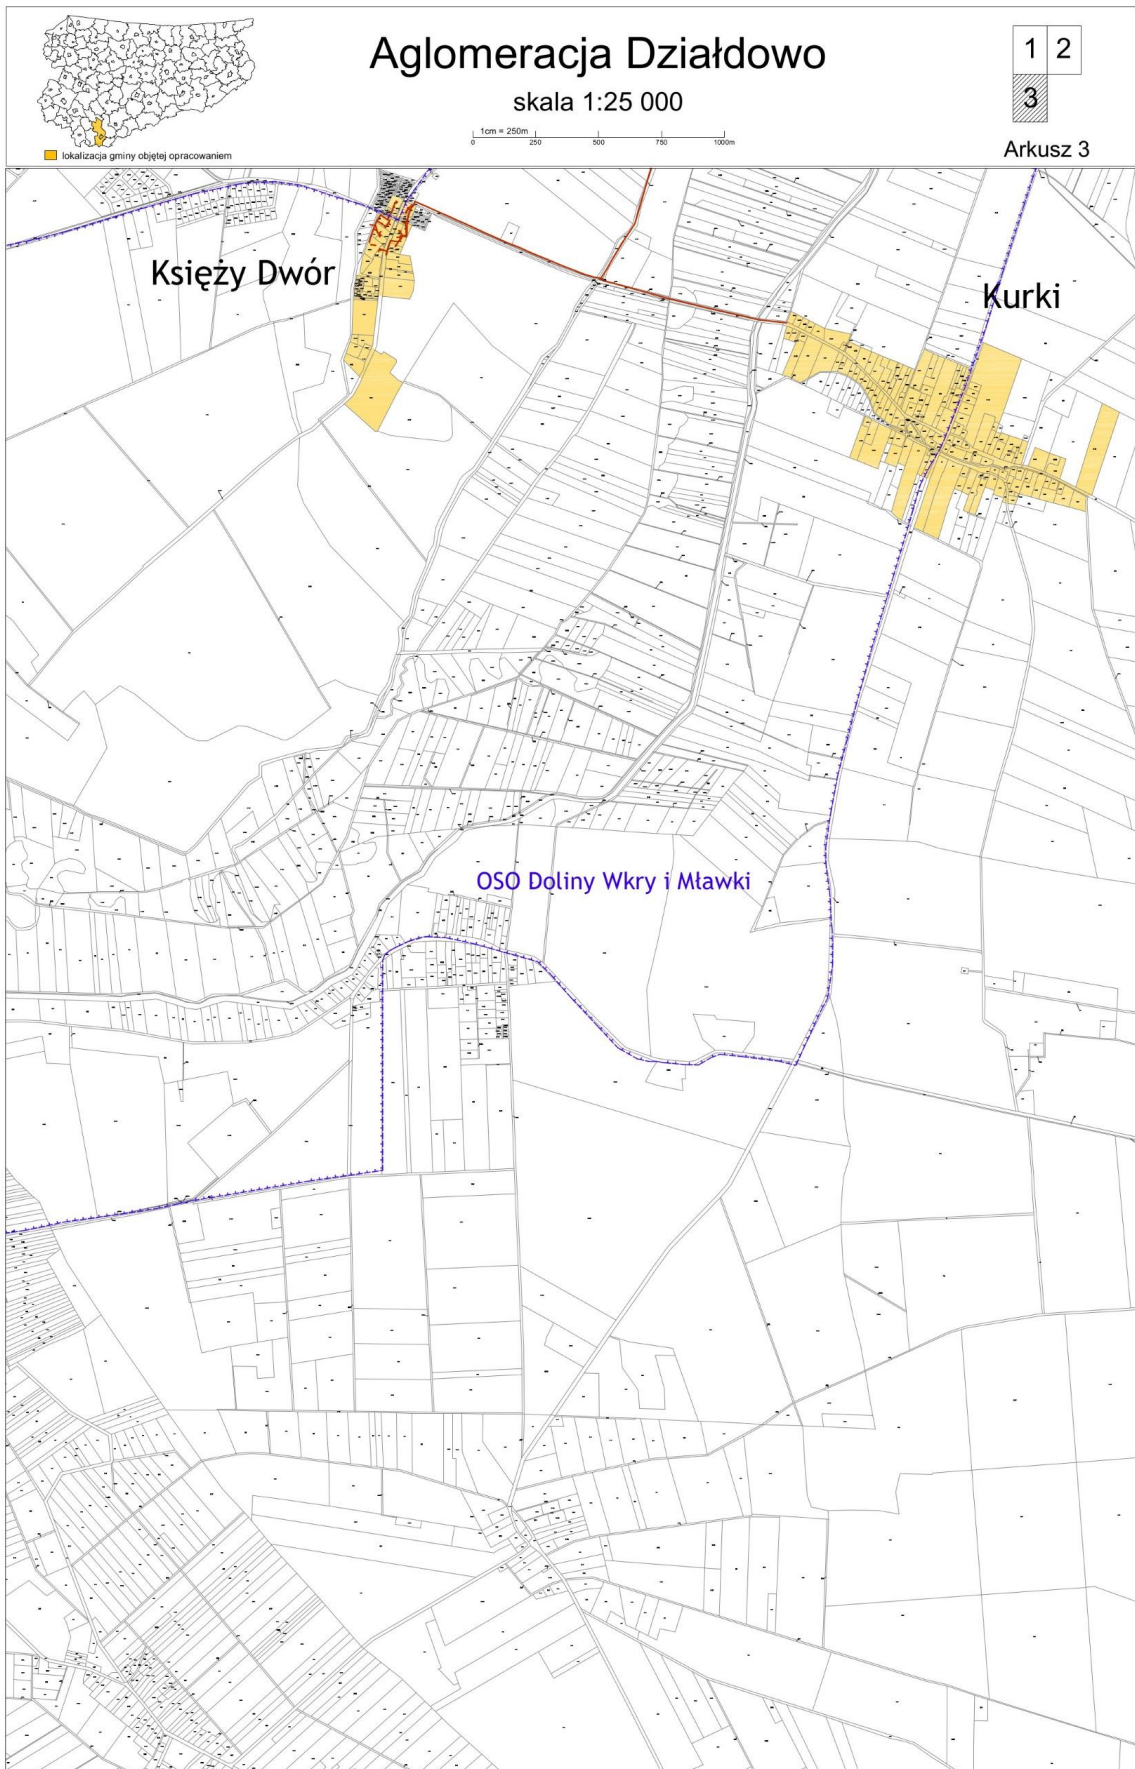 Aglomeracja Działdowo
skala 1:25 000
1cm = 250m
0 250 500 750 1000m
lokalizacja gminy objętej opracowaniem
1 2
3
Arkusz 3
Księży Dwór
Kurki
OSO Doliny Wkry i Mławki